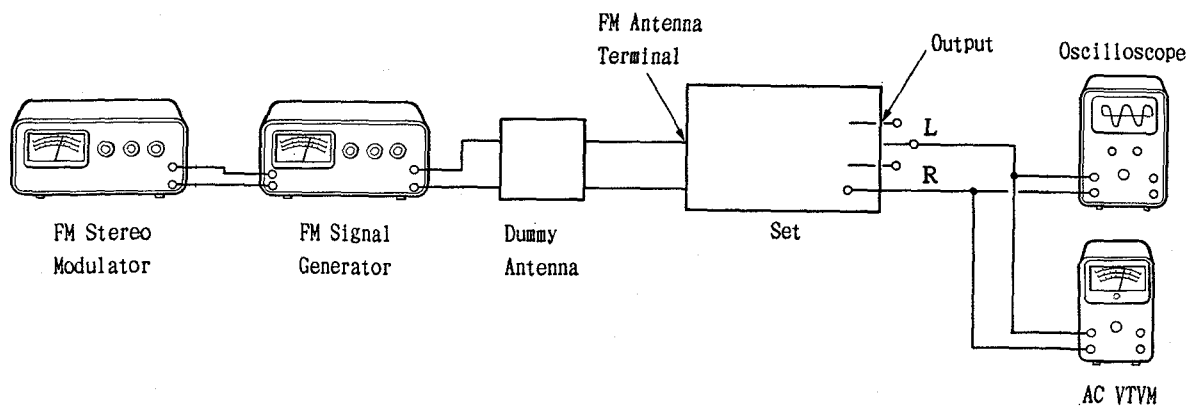 FM Antenna
Terminal
Output
Oscilloscope
L
R
FM Stereo
Modulator
FM Signal
Generator
Dummy
Antenna
Set
AC VTVM